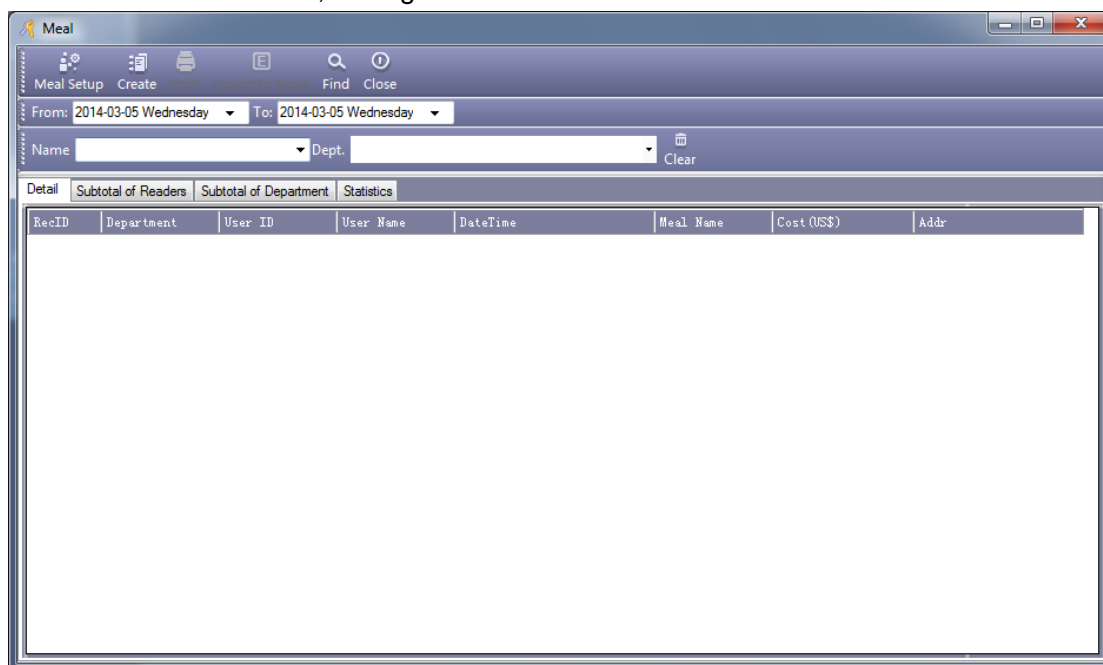 Meal
Meal Setup Create Find Close
From: 2014-03-05 Wednesday To: 2014-03-05 Wednesday
Name Dept. Clear
Detail Subtotal of Readers Subtotal of Department Statistics
RecID Department User ID User Name DateTime Meal Name Cost(US$) Addr